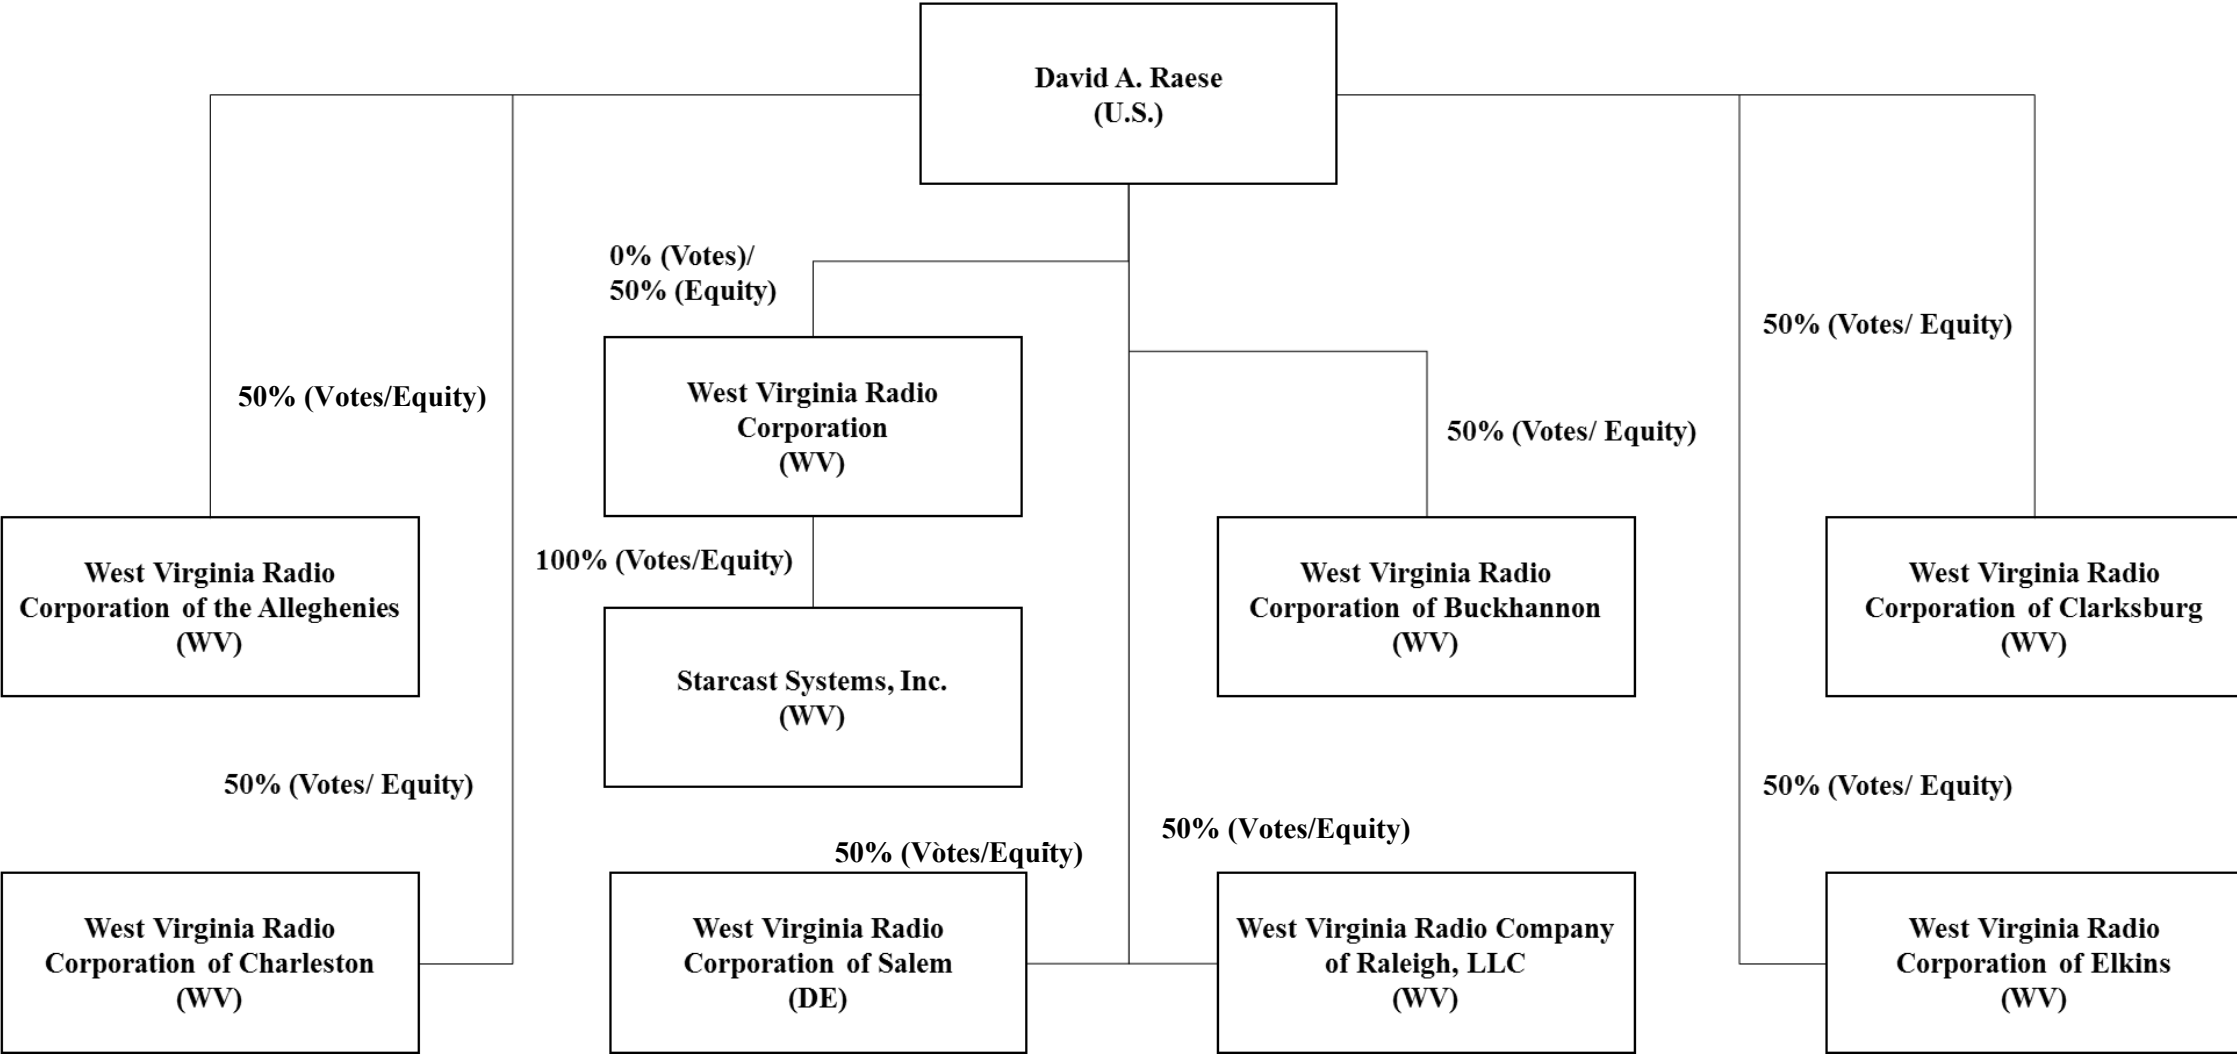 David A. Raese
(U.S.)
0% (Votes)/
50% (Equity)
50% (Votes/ Equity)
50% (Votes/Equity)
West Virginia Radio
Corporation
(WV)
50% (Votes/ Equity)
100% (Votes/Equity)
West Virginia Radio
Corporation of the Alleghenies
(WV)
Starcast Systems, Inc.
(WV)
West Virginia Radio
Corporation of Buckhannon
(WV)
West Virginia Radio
Corporation of Clarksburg
(WV)
50% (Votes/ Equity)
50% (Votes/Equity)
50% (Votes/Equity)
50% (Votes/ Equity)
West Virginia Radio
Corporation of Charleston
(WV)
West Virginia Radio
Corporation of Salem
(DE)
West Virginia Radio Company
of Raleigh, LLC
(WV)
West Virginia Radio
Corporation of Elkins
(WV)